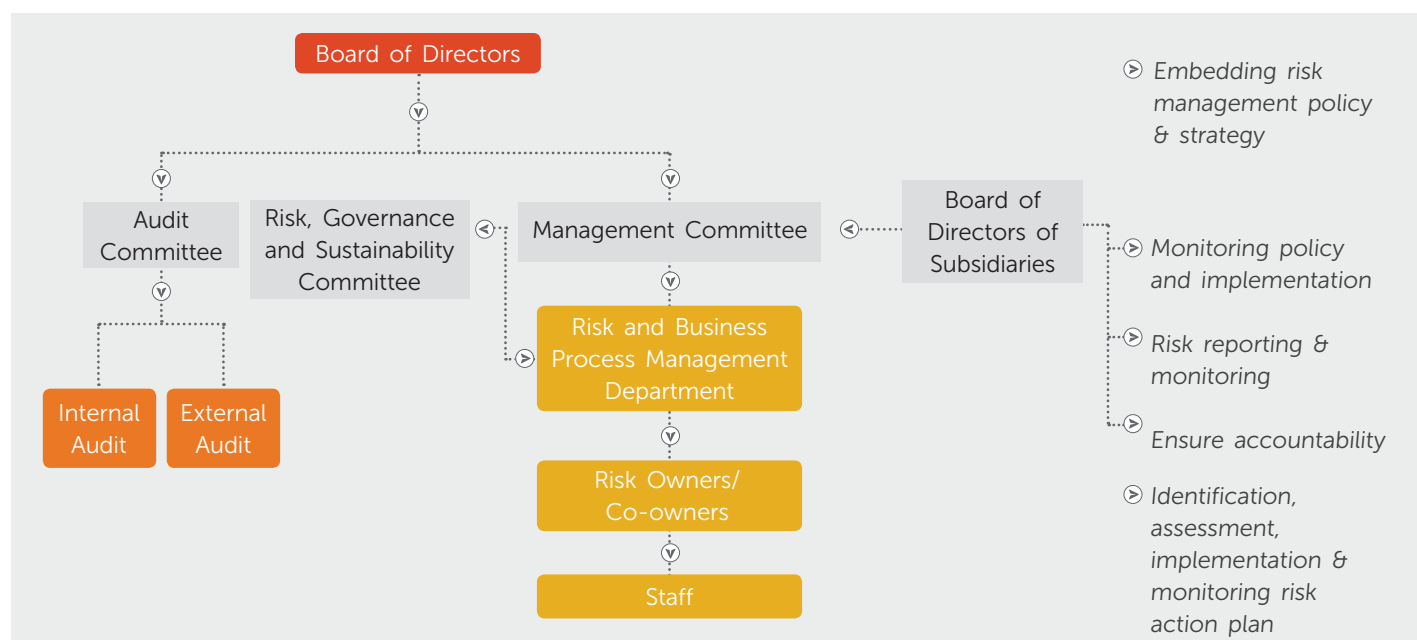 Board of Directors
Embedding risk
management policy
& strategy
Audit
Committee
Risk, Governance
and Sustainability
Committee
Management Committee
Board of
Directors of
Subsidiaries
Monitoring policy
and implementation
Risk and Business
Process Management
Department
Risk reporting &
monitoring
Internal
Audit
External
Audit
Ensure accountability
Risk Owners/
Co-owners
Identification,
assessment,
implementation &
monitoring risk
action plan
Staff